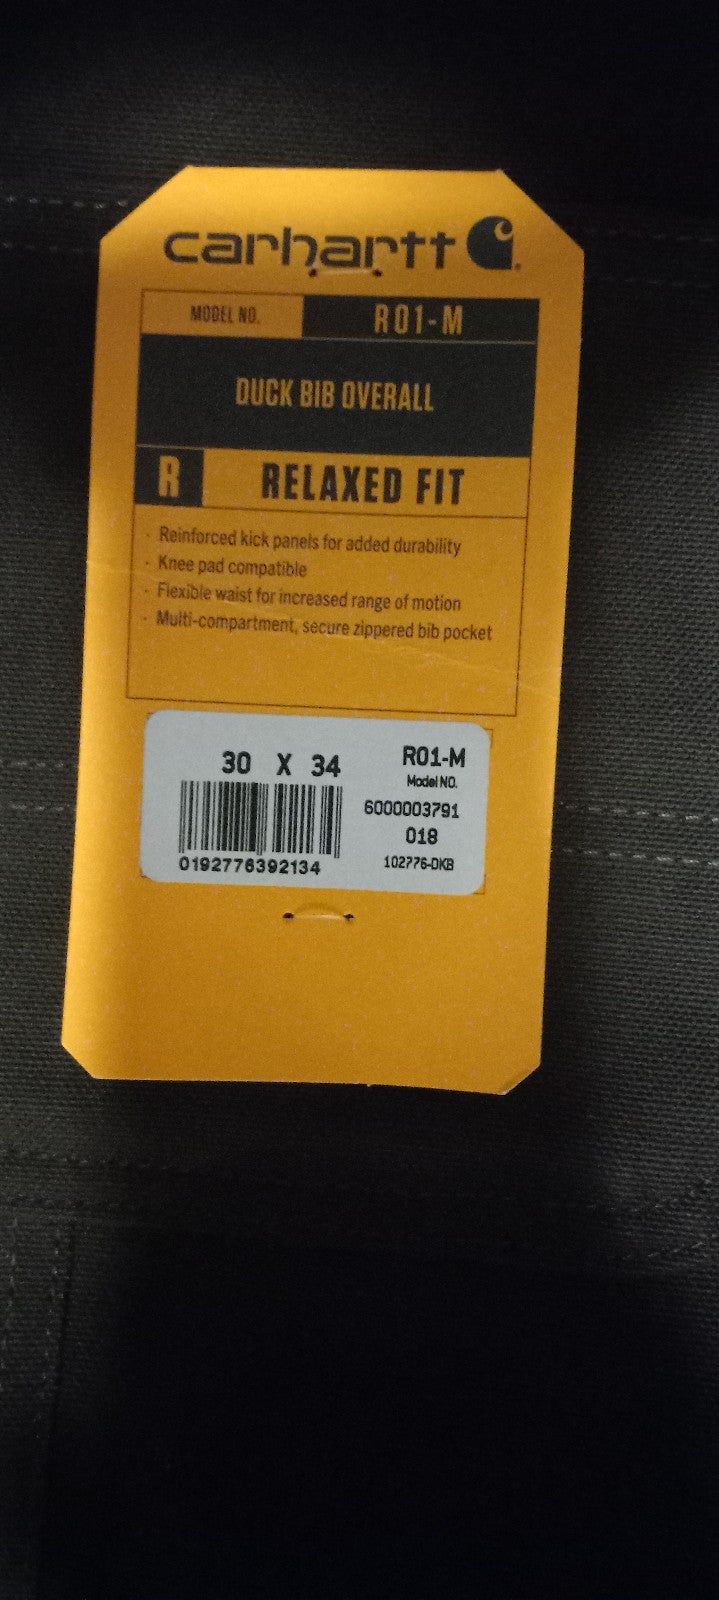 carhartt
MODEL NO. R01-M
DUCK BIB OVERALL
R RELAXED FIT
· Reinforced kick panels for added durability
· Knee pad compatible
· Flexible waist for increased range of motion
· Multi-compartment, secure zippered bib pocket
30 X 34 R01-M
Model NO.
6000003791
018
0192776392134 102776-DKB